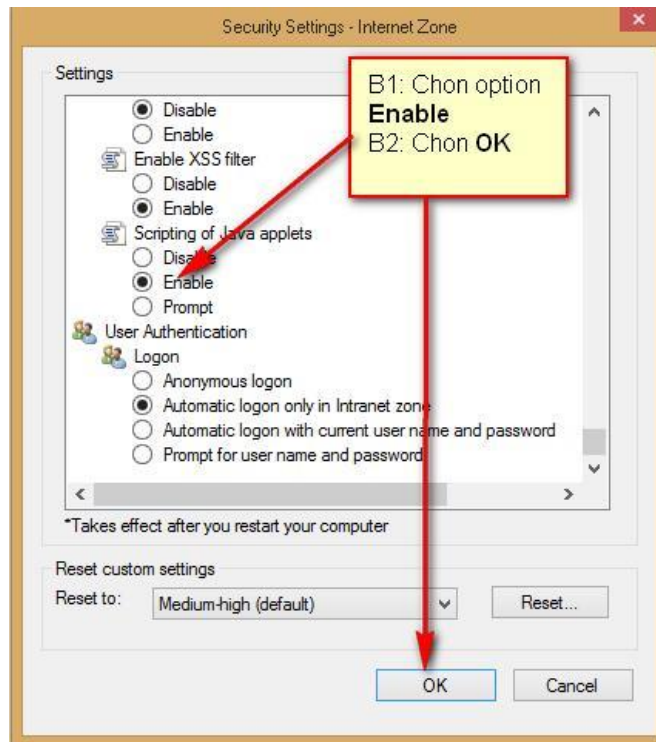 Security Settings - Internet Zone
Settings
B1: Chon option
Enable
B2: Chon OK
Disable
Enable
Enable XSS filter
Disable
Enable
Scripting of Java applets
Disable
Enable
Prompt
User Authentication
Logon
Anonymous logon
Automatic logon only in Intranet zone
Automatic logon with current user name and password
Prompt for user name and password
*Takes effect after you restart your computer
Reset custom settings
Reset to:
Medium-high (default)
Reset...
OK
Cancel